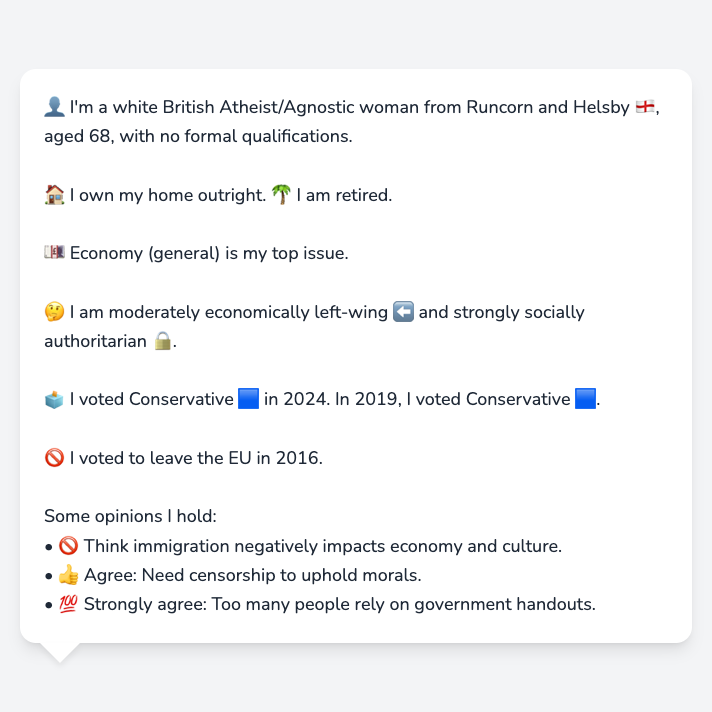 👤 I'm a white British Atheist/Agnostic woman from Runcorn and Helsby 🏴󠁧󠁢󠁥󠁮󠁧󠁿,
aged 68, with no formal qualifications.
🏠 I own my home outright. 🌴 I am retired.
💷 Economy (general) is my top issue.
🤔 I am moderately economically left-wing ⬅️ and strongly socially
authoritarian 🔒.
🗳️ I voted Conservative 🟦 in 2024. In 2019, I voted Conservative 🟦.
🚫 I voted to leave the EU in 2016.
Some opinions I hold:
• 🚫 Think immigration negatively impacts economy and culture.
• 👍 Agree: Need censorship to uphold morals.
• 💯 Strongly agree: Too many people rely on government handouts.